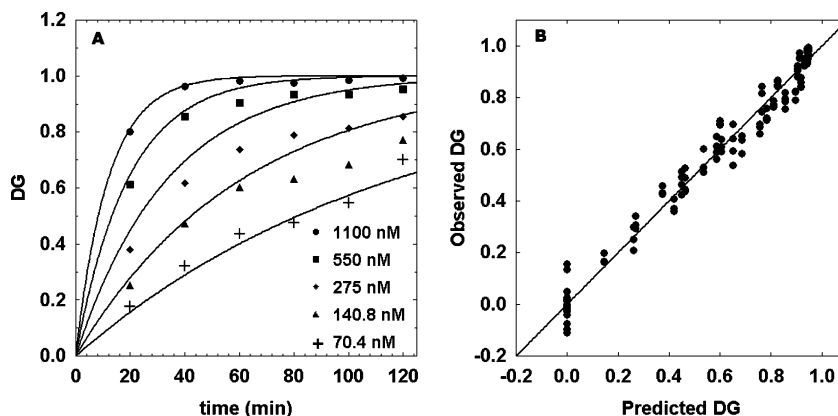 A
1.2
1.0
0.8
0.6
0.4
0.2
0.0
DG
1100 nM
550 nM
275 nM
140.8 nM
70.4 nM
0 20 40 60 80 100 120
time (min)
B
1.0
0.8
0.6
0.4
0.2
0.0
-0.2
Observed DG
-0.2 0.0 0.2 0.4 0.6 0.8 1.0
Predicted DG